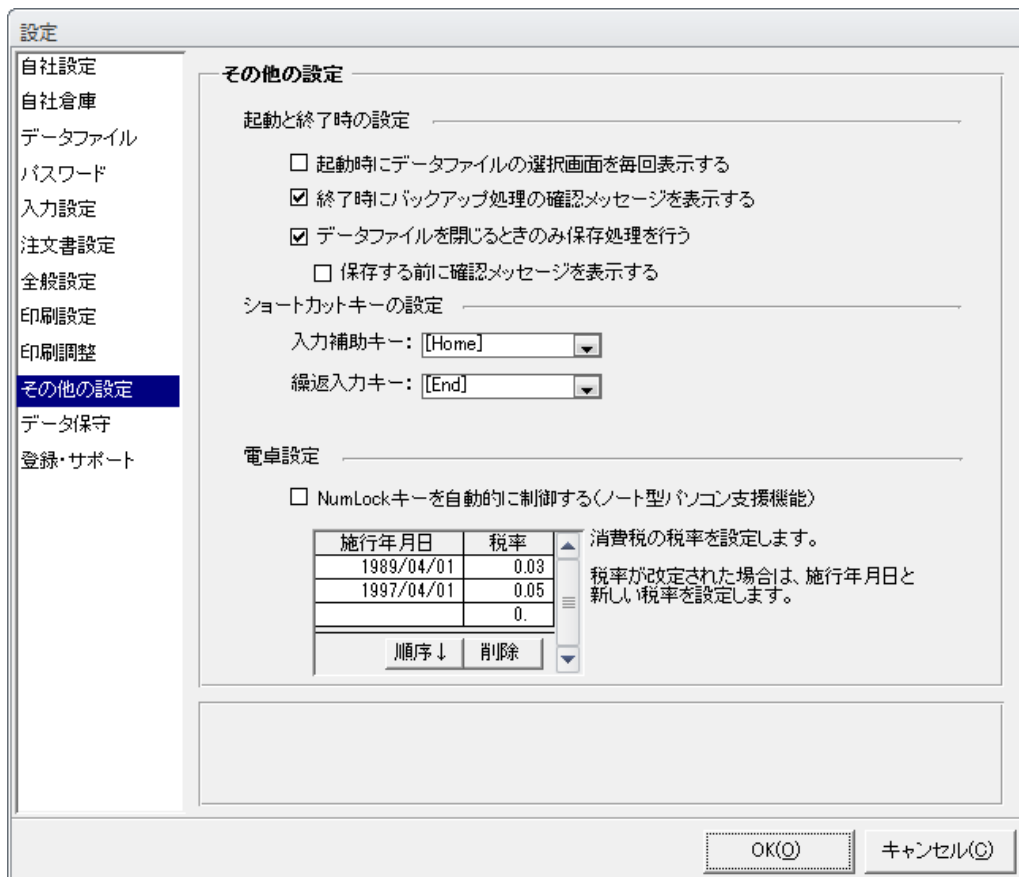 設定
自社設定
自社倉庫
データファイル
パスワード
入力設定
注文書設定
全般設定
印刷設定
印刷調整
その他の設定
データ保守
登録・サポート
その他の設定
起動と終了時の設定
起動時にデータファイルの選択画面を毎回表示する
終了時にバックアップ処理の確認メッセージを表示する
データファイルを閉じるときのみ保存処理を行う
保存する前に確認メッセージを表示する
ショートカットキーの設定
入力補助キー: [Home]
繰返入力キー: [End]
電卓設定
NumLockキーを自動的に制御する(ノート型パソコン支援機能)
施行年月日 税率
1989/04/01 0.03
1997/04/01 0.05
0.
順序↓ 削除
消費税の税率を設定します。
税率が改定された場合は、施行年月日と
新しい税率を設定します。
OK(O) キャンセル(C)